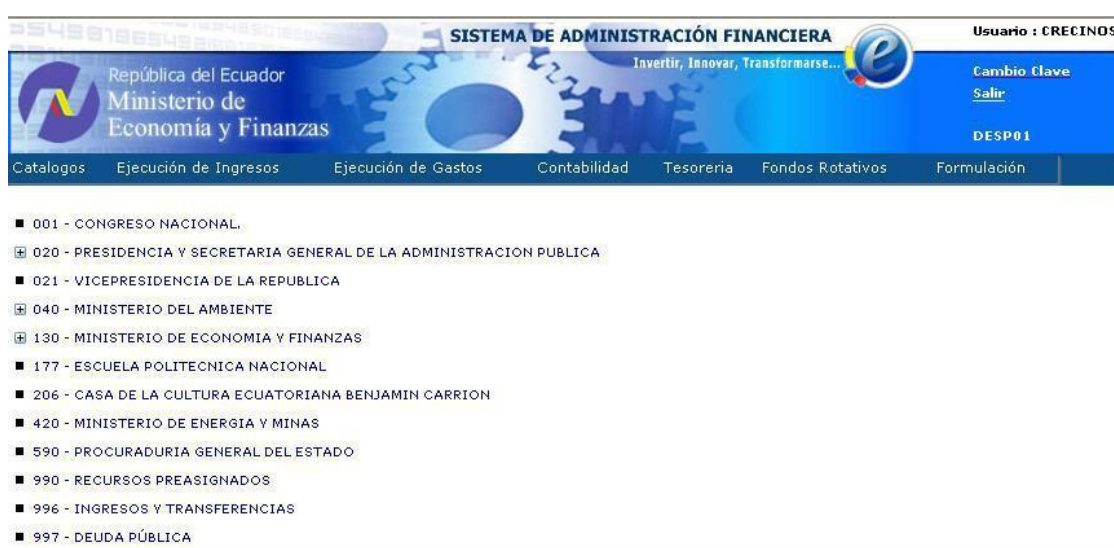 SISTEMA DE ADMINISTRACIÓN FINANCIERA
Usuario : CRECINOS
Invertir, Innovar, Transformarse...
e
República del Ecuador
Ministerio de
Economía y Finanzas
Cambio Clave
Salir
DESP01
Catalogos Ejecución de Ingresos Ejecución de Gastos Contabilidad Tesoreria Fondos Rotativos Formulación
001 - CONGRESO NACIONAL.
020 - PRESIDENCIA Y SECRETARIA GENERAL DE LA ADMINISTRACION PUBLICA
021 - VICEPRESIDENCIA DE LA REPUBLICA
040 - MINISTERIO DEL AMBIENTE
130 - MINISTERIO DE ECONOMIA Y FINANZAS
177 - ESCUELA POLITECNICA NACIONAL
206 - CASA DE LA CULTURA ECUATORIANA BENJAMIN CARRION
420 - MINISTERIO DE ENERGIA Y MINAS
590 - PROCURADURIA GENERAL DEL ESTADO
990 - RECURSOS PREASIGNADOS
996 - INGRESOS Y TRANSFERENCIAS
997 - DEUDA PÚBLICA